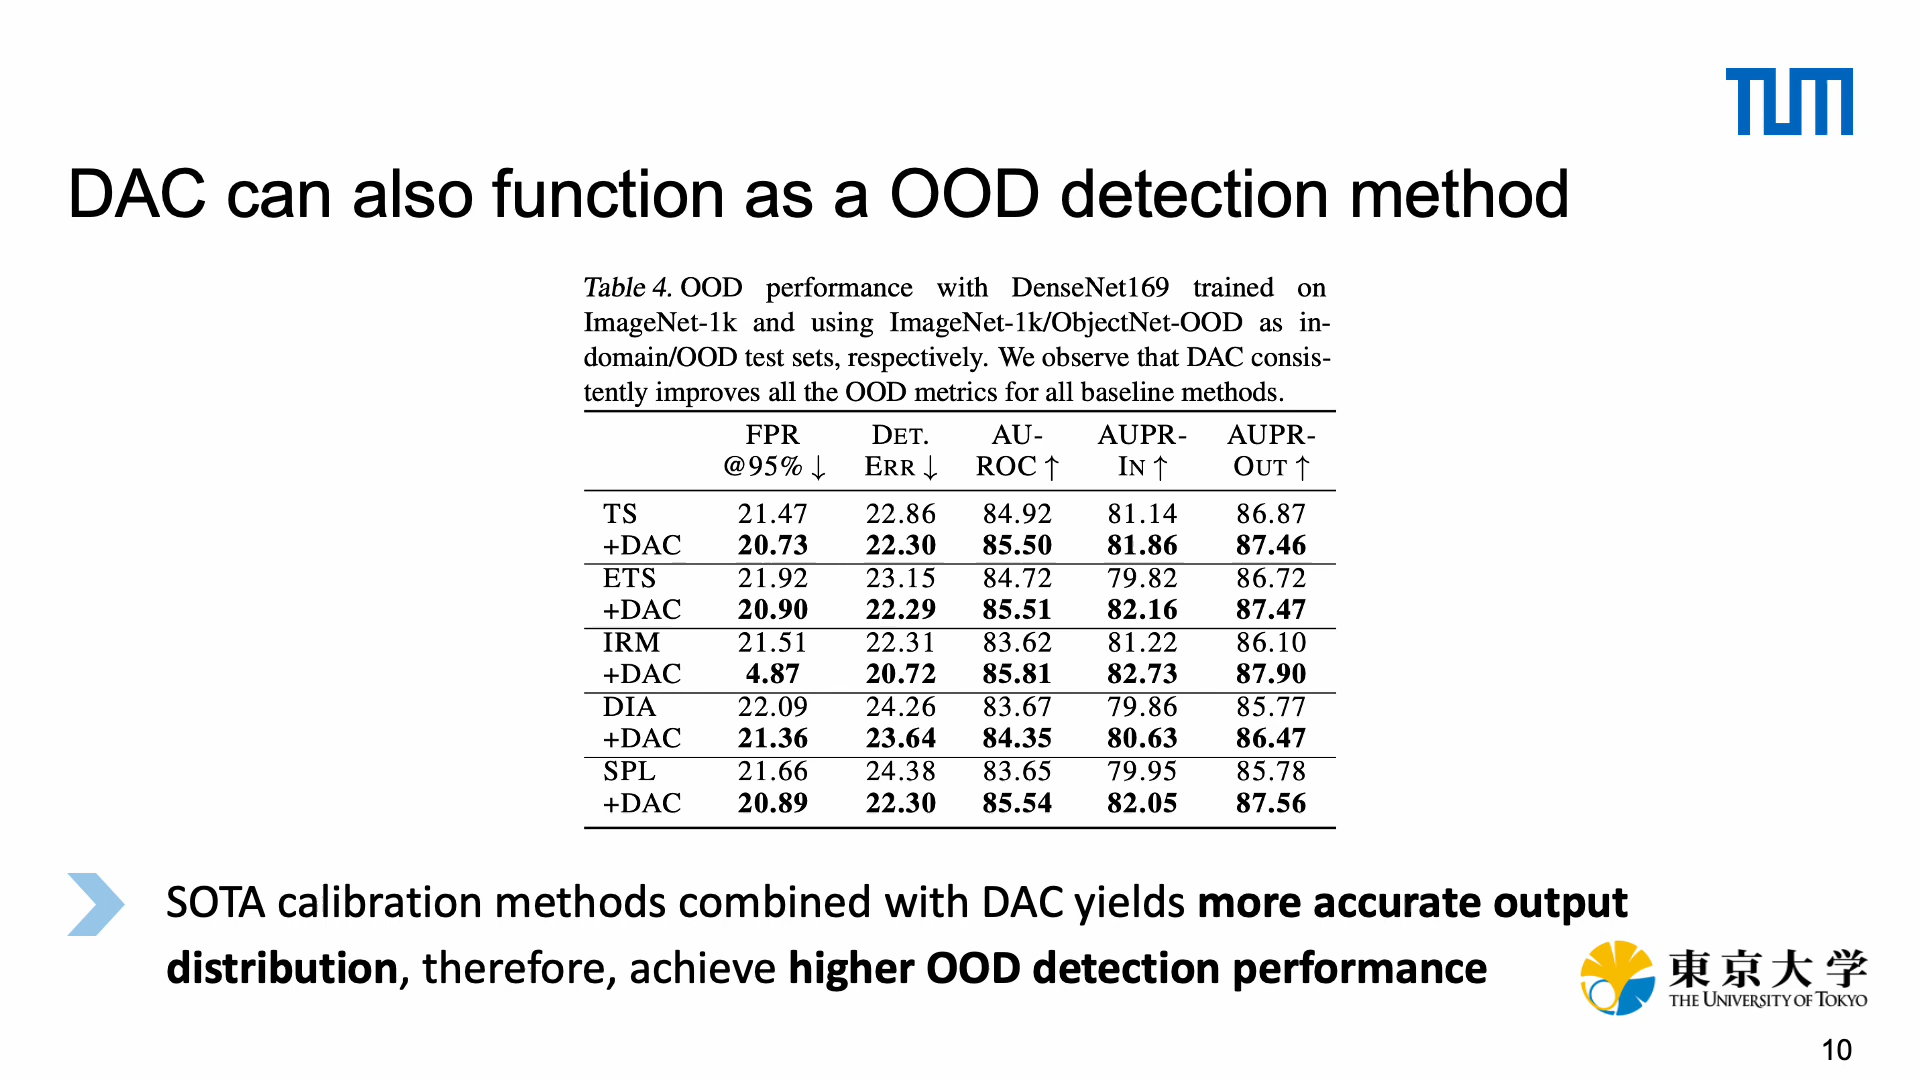 TUM
DAC can also function as a OOD detection method
Table 4. OOD performance with DenseNet169 trained on
ImageNet-1k and using ImageNet-1k/ObjectNet-OOD as in-
domain/OOD test sets, respectively. We observe that DAC consis-
tently improves all the OOD metrics for all baseline methods.
FPR DET. AU- AUPR- AUPR-
@95% ↓ ERR ↓ ROC ↑ IN ↑ OUT ↑
TS 21.47 22.86 84.92 81.14 86.87
+DAC 20.73 22.30 85.50 81.86 87.46
ETS 21.92 23.15 84.72 79.82 86.72
+DAC 20.90 22.29 85.51 82.16 87.47
IRM 21.51 22.31 83.62 81.22 86.10
+DAC 4.87 20.72 85.81 82.73 87.90
DIA 22.09 24.26 83.67 79.86 85.77
+DAC 21.36 23.64 84.35 80.63 86.47
SPL 21.66 24.38 83.65 79.95 85.78
+DAC 20.89 22.30 85.54 82.05 87.56
SOTA calibration methods combined with DAC yields more accurate output
distribution, therefore, achieve higher OOD detection performance
東京大学
THE UNIVERSITY OF TOKYO
10